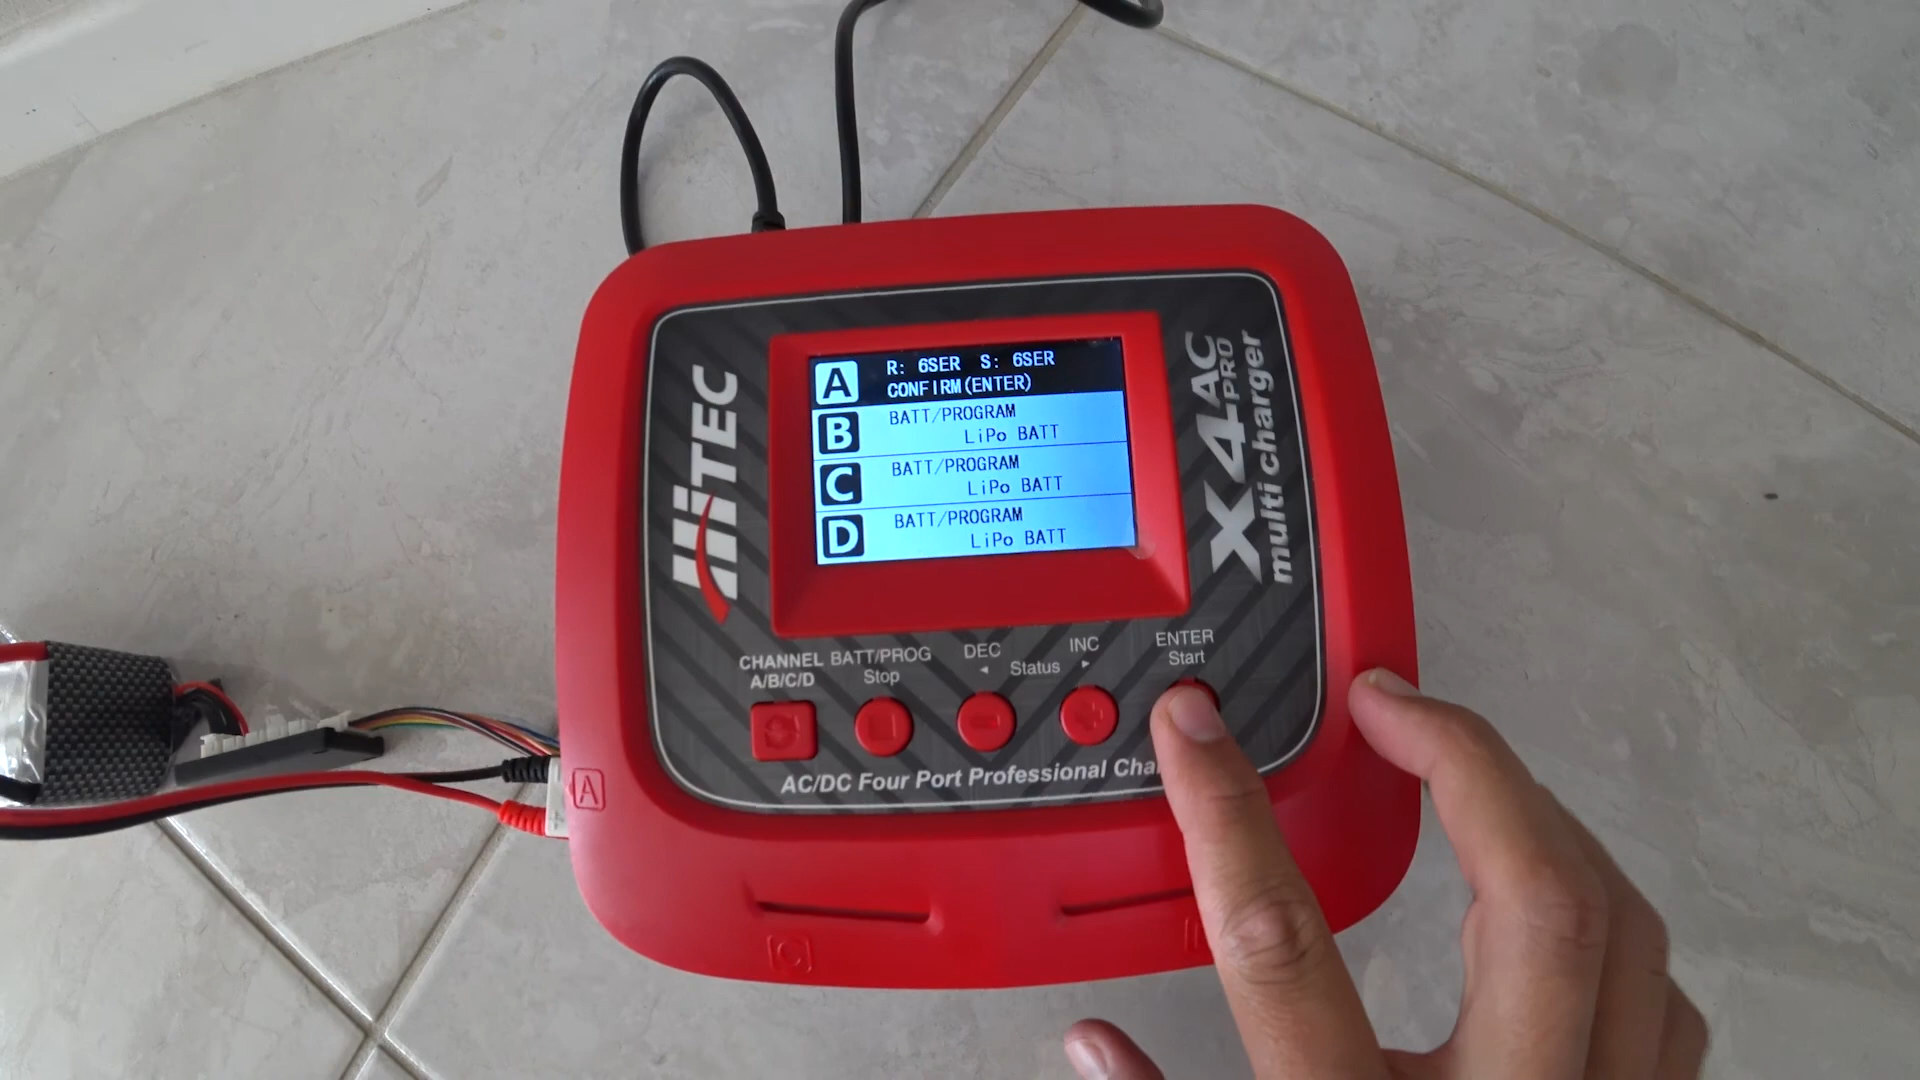 HiTEC
A
R: 6SER S: 6SER
CONFIRM(ENTER)
B
BATT/PROGRAM
LiPo BATT
C
BATT/PROGRAM
LiPo BATT
D
BATT/PROGRAM
LiPo BATT
X4 AC
PRO
multi charger
CHANNEL
A/B/C/D
BATT/PROG
Stop
DEC
◄
Status
INC
►
ENTER
Start
AC/DC Four Port Professional
A
C